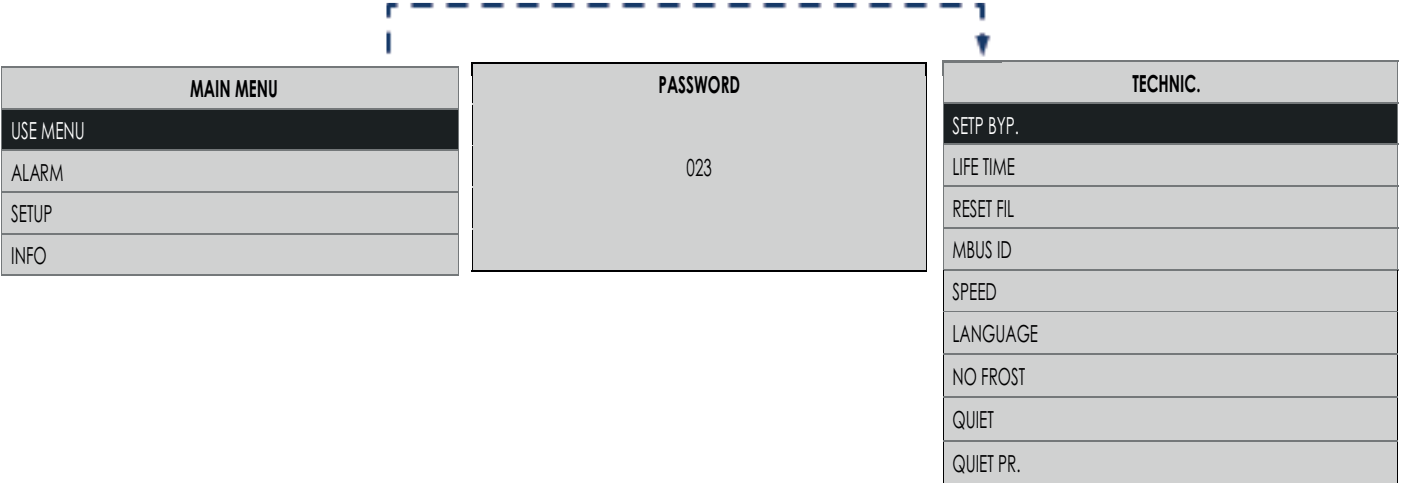 MAIN MENU
USE MENU
ALARM
SETUP
INFO
PASSWORD
023
TECHNIC.
SETP BYP.
LIFE TIME
RESET FIL
MBUS ID
SPEED
LANGUAGE
NO FROST
QUIET
QUIET PR.